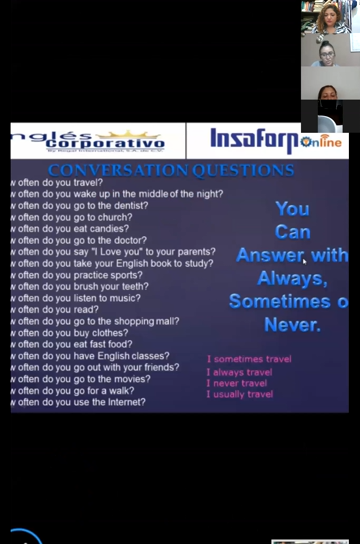 nglés
Corporativo
Insaforp
Online
CONVERSATION QUESTIONS
w often do you travel?
w often do you wake up in the middle of the night?
w often do you go to the dentist?
w often do you go to church?
w often do you eat candies?
w often do you go to the doctor?
w often do you say "I Love you" to your parents?
w often do you take your English book to study?
w often do you practice sports?
w often do you brush your teeth?
w often do you listen to music?
w often do you read?
w often do you go to the shopping mall?
w often do you buy clothes?
w often do you eat fast food?
w often do you have English classes?
w often do you go out with your friends?
w often do you go to the movies?
w often do you go for a walk?
w often do you use the Internet?
You
Can
Answer with
Always,
Sometimes o
Never.
I sometimes travel
I always travel
I never travel
I usually travel